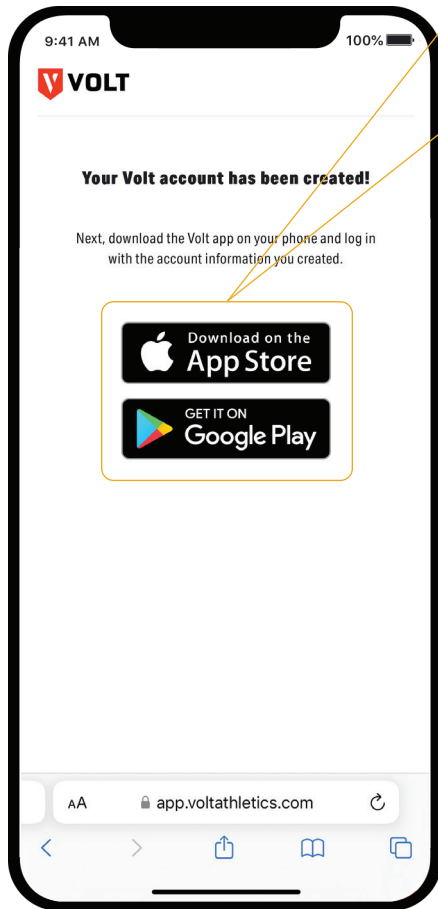 9:41 AM 100%
VOLT
Your Volt account has been created!
Next, download the Volt app on your phone and log in
with the account information you created.
Download on the
App Store
GET IT ON
Google Play
AA app.voltathletics.com